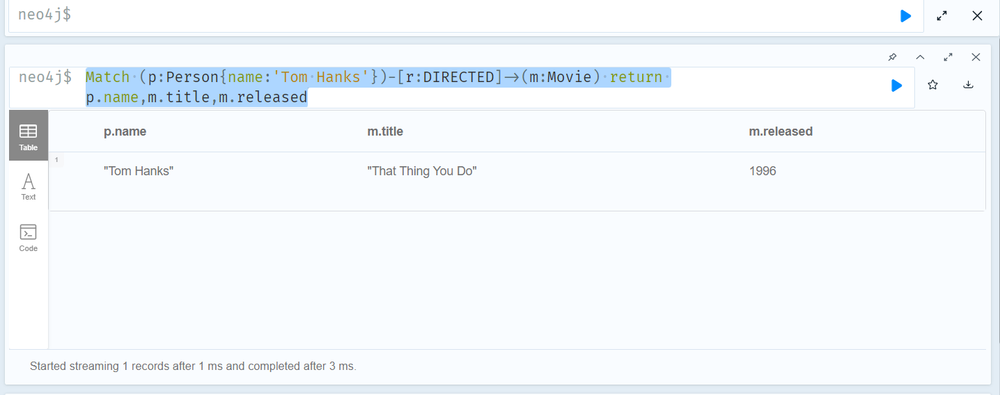 neo4j$
neo4j$ Match (p:Person{name:'Tom Hanks'})-[r:DIRECTED]->(m:Movie) return
p.name,m.title,m.released
Table
Text
Code
p.name m.title m.released
1 "Tom Hanks" "That Thing You Do" 1996
Started streaming 1 records after 1 ms and completed after 3 ms.